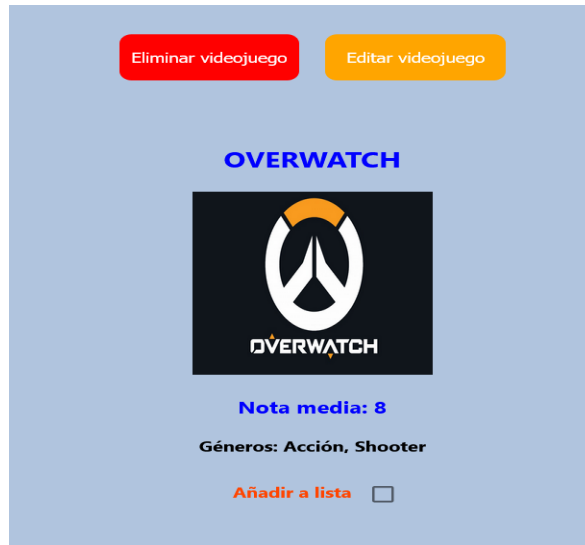 Eliminar videojuego
Editar videojuego
OVERWATCH
OVERWATCH
Nota media: 8
Géneros: Acción, Shooter
Añadir a lista